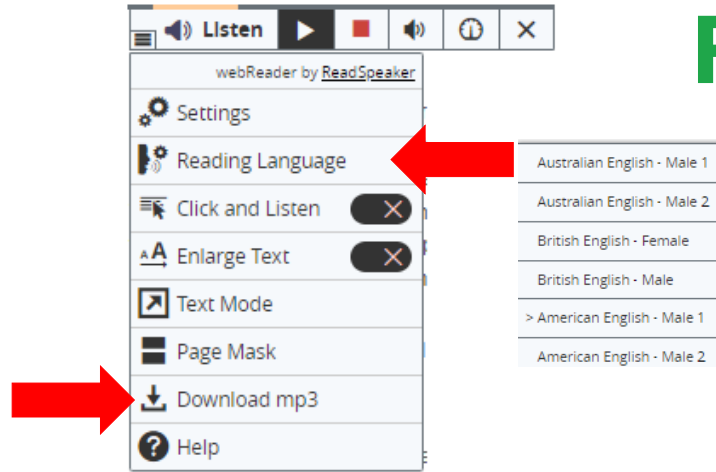 Listen
webReader by ReadSpeaker
Settings
Reading Language
Click and Listen
Enlarge Text
Text Mode
Page Mask
Download mp3
Help
Australian English - Male 1
Australian English - Male 2
British English - Female
British English - Male
> American English - Male 1
American English - Male 2